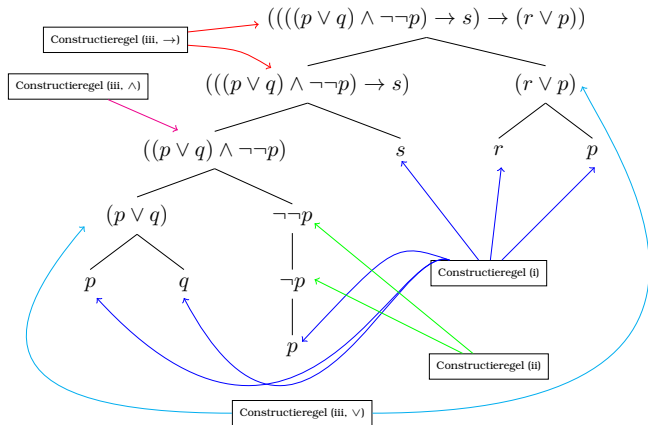 ((((p ∨ q) ∧ ¬¬p) → s) → (r ∨ p))
Constructieregel (iii, →)
(((p ∨ q) ∧ ¬¬p) → s)
(r ∨ p)
Constructieregel (iii, ∧)
((p ∨ q) ∧ ¬¬p)
s
r
p
(p ∨ q)
¬¬p
p
q
¬p
Constructieregel (i)
p
Constructieregel (ii)
Constructieregel (iii, ∨)